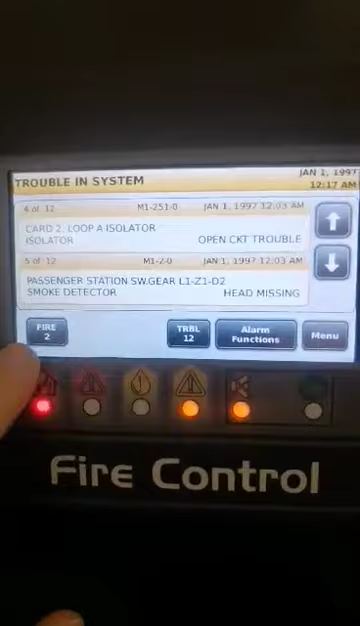 TROUBLE IN SYSTEM
JAN 1, 1997
12:17 AM
4 of 12 M1-251-0 JAN 1, 1997 12:03 AM
CARD 2, LOOP A ISOLATOR
ISOLATOR OPEN CKT TROUBLE
5 of 12 M1-2-0 JAN 1, 1997 12:03 AM
PASSENGER STATION SW.GEAR L1-Z1-D2
SMOKE DETECTOR HEAD MISSING
FIRE
2
TRBL
12
Alarm
Functions
Menu
Fire Control